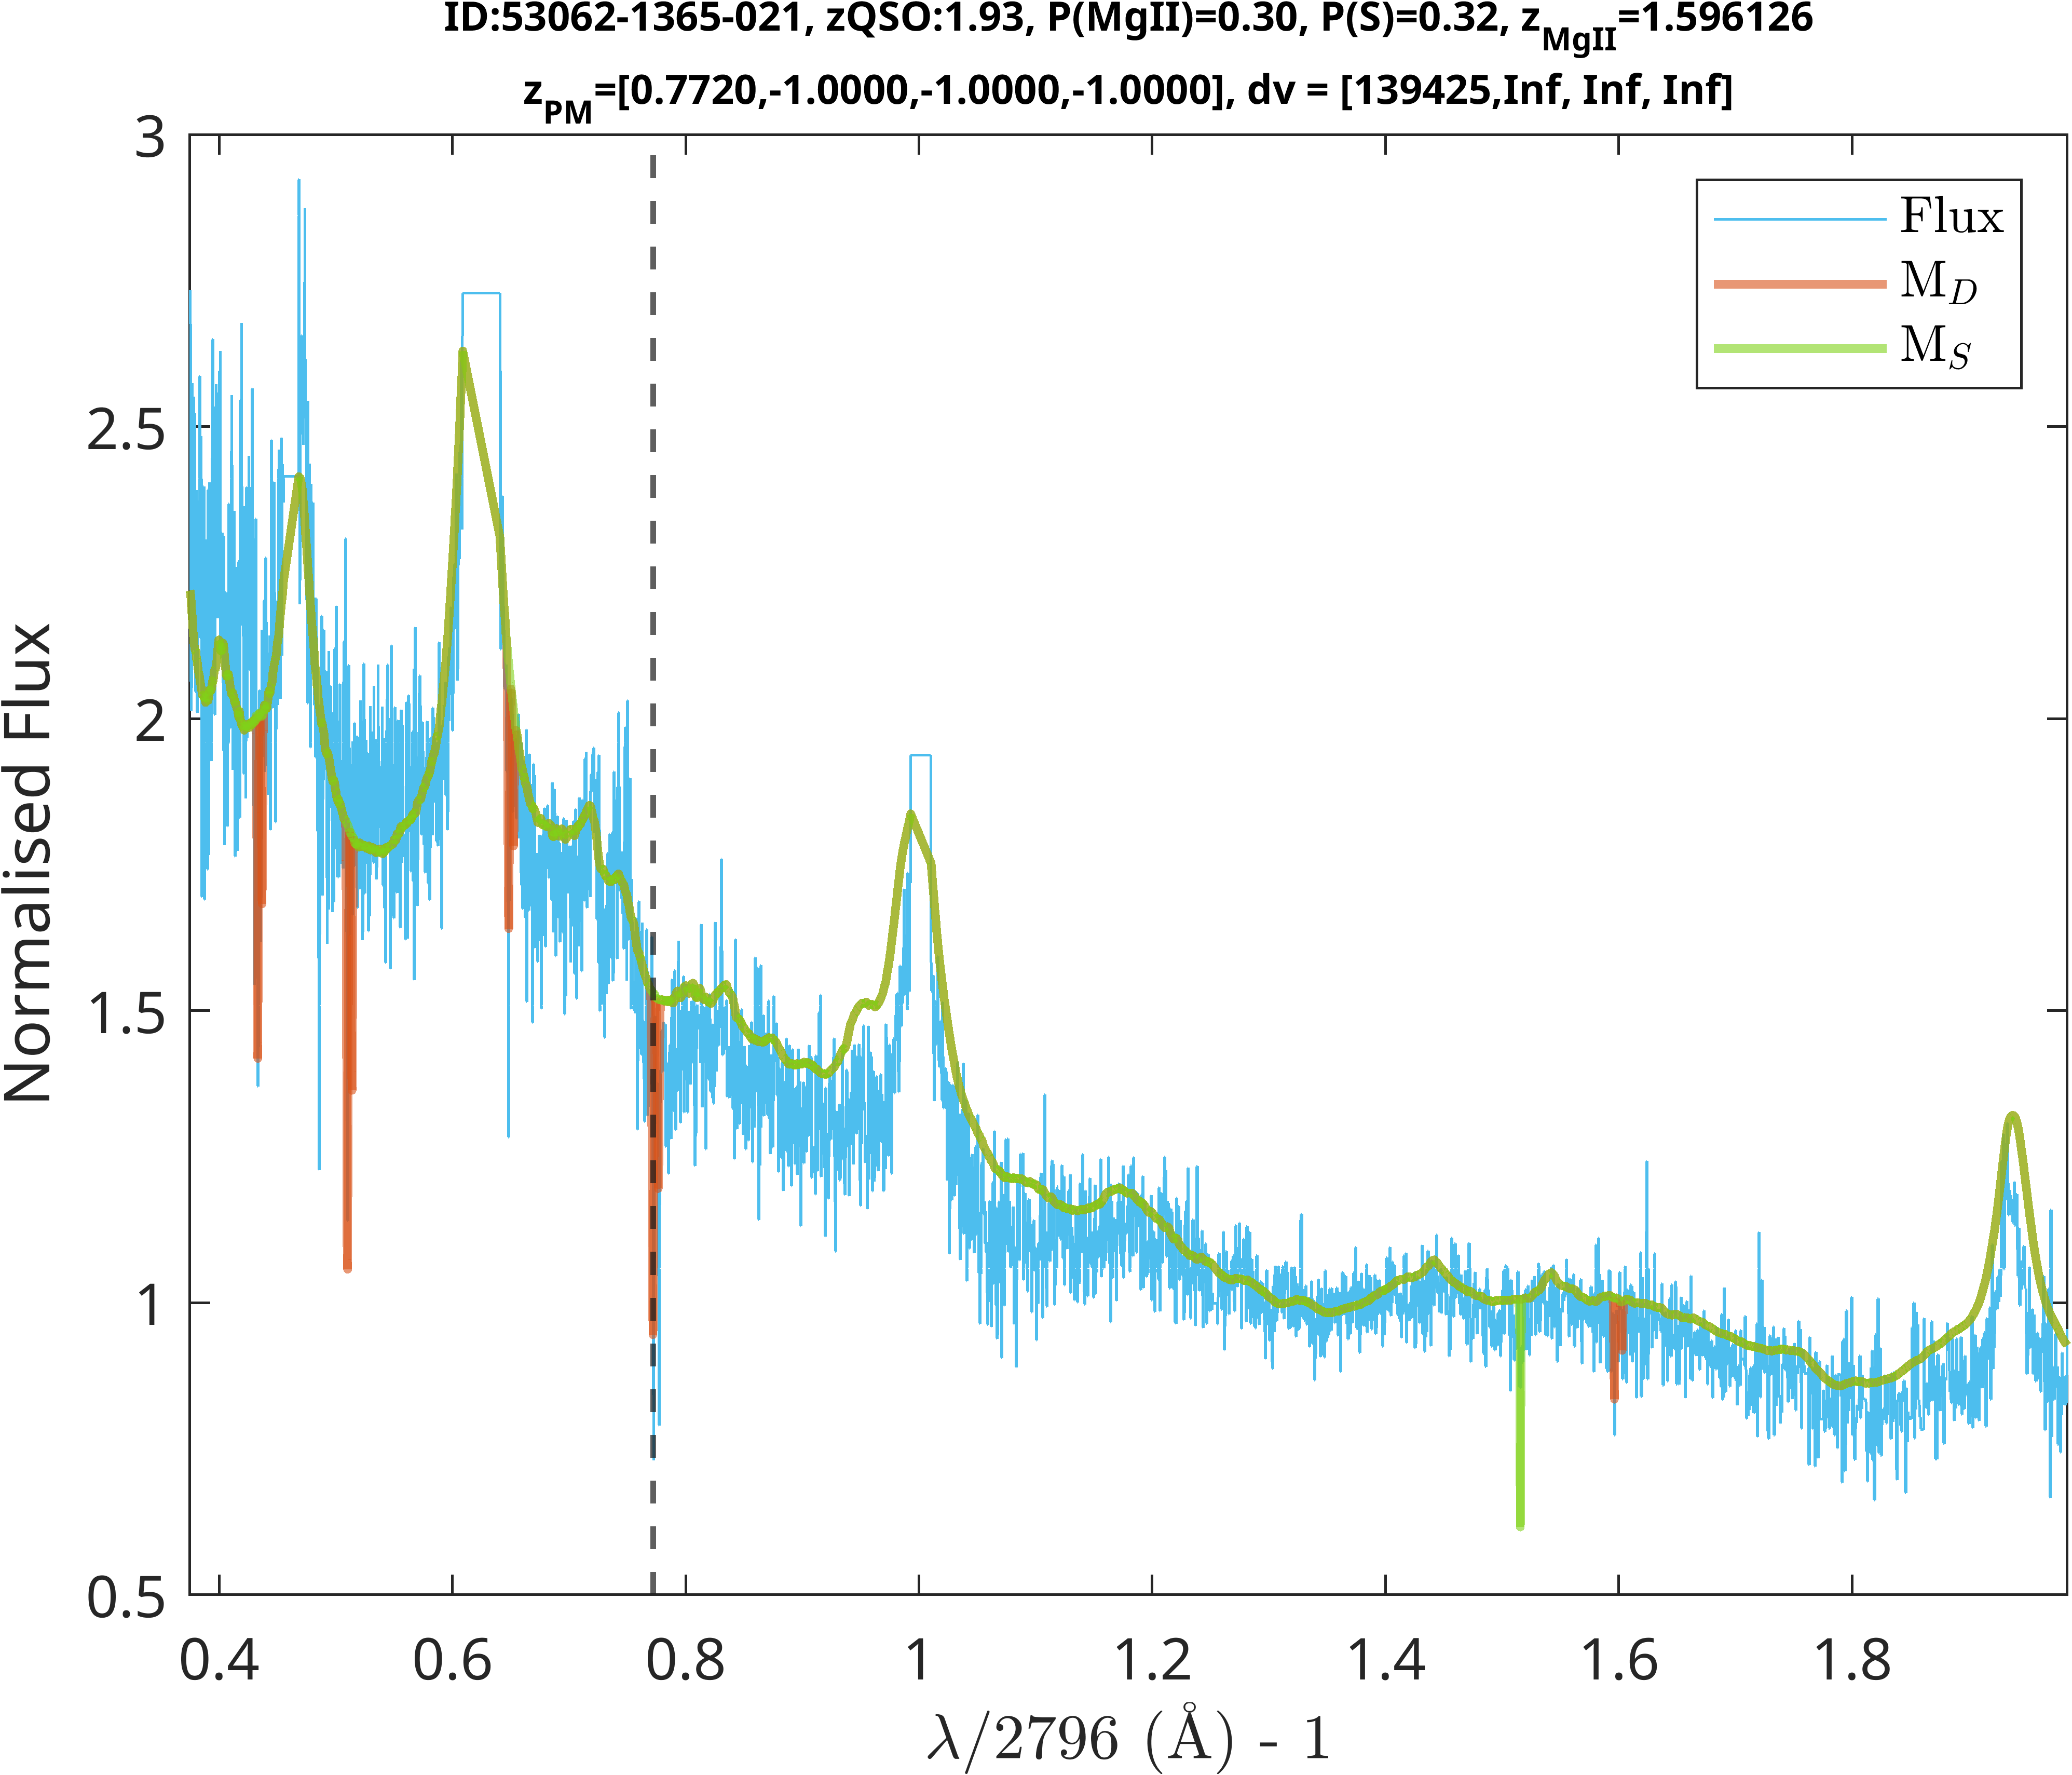 ID:53062-1365-021, zQSO:1.93, P(MgII)=0.30, P(S)=0.32, zMgII=1.596126
zPM=[0.7720,-1.0000,-1.0000,-1.0000], dv = [139425,Inf, Inf, Inf]
3
2.5
2
1.5
1
0.5
Normalised Flux
Flux
MD
MS
0.4 0.6 0.8 1 1.2 1.4 1.6 1.8
λ/2796 (Å) - 1